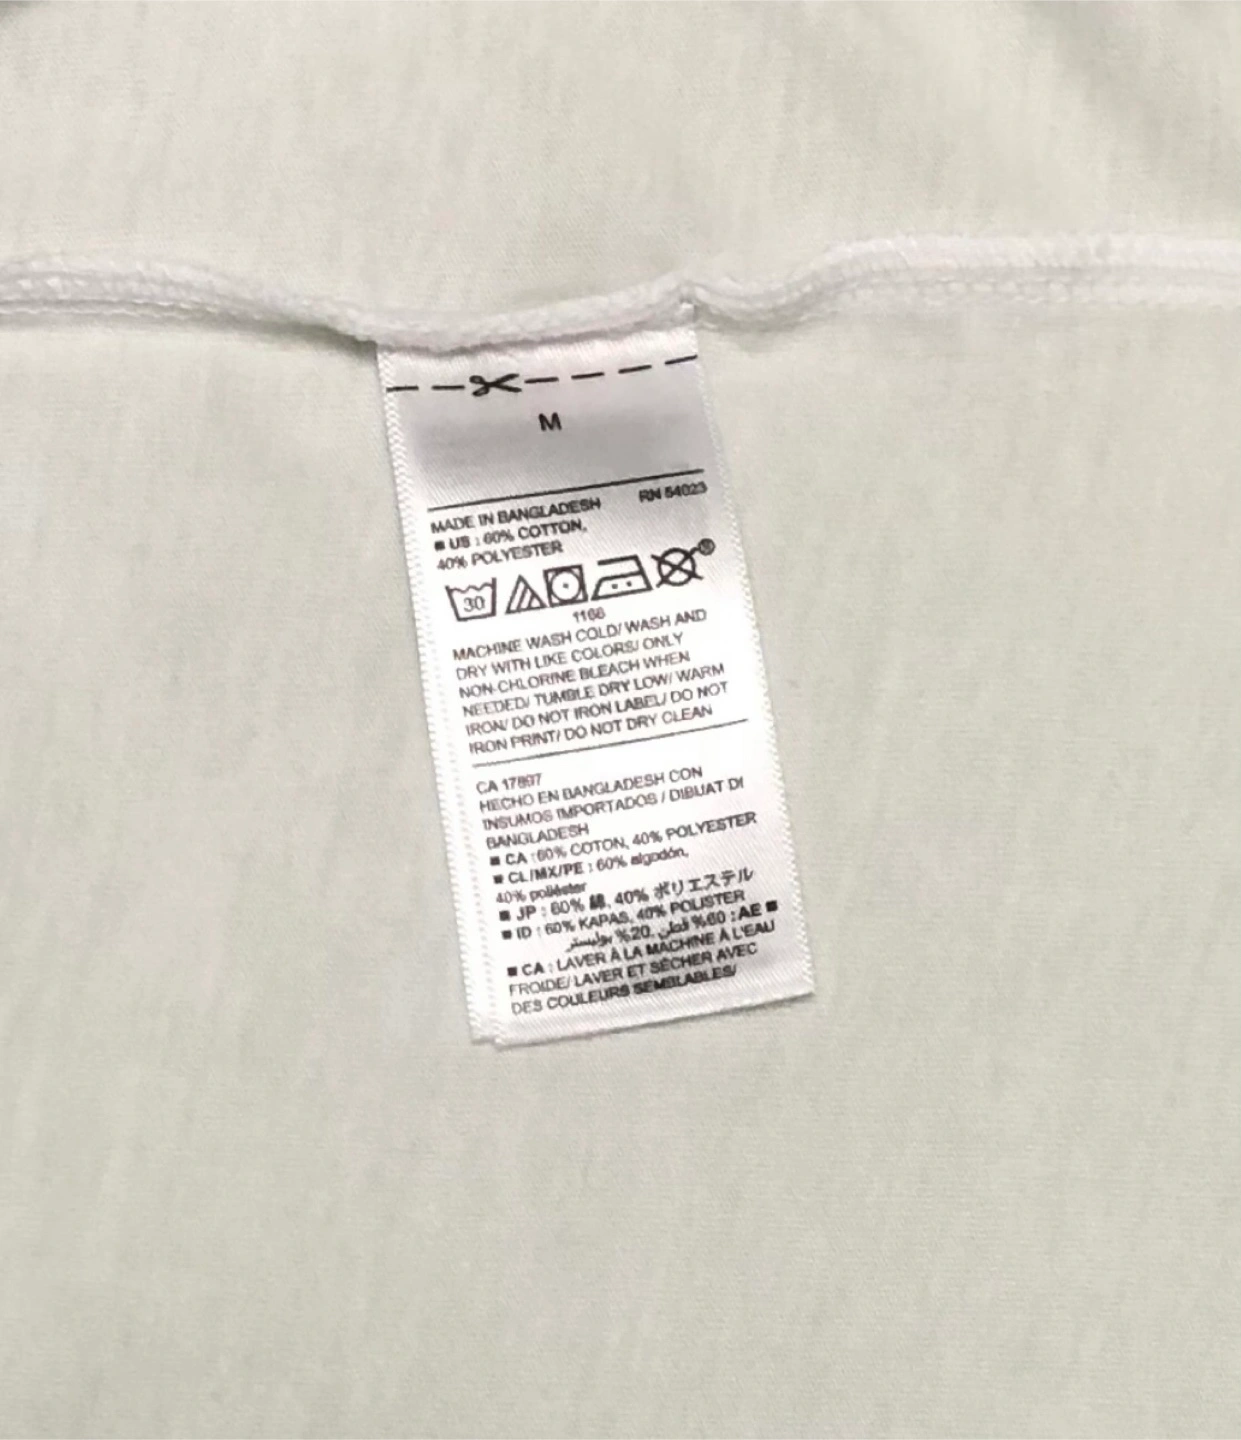 M
MADE IN BANGLADESH RN 54023
■ US : 60% COTTON,
40% POLYESTER
30
®
1166
MACHINE WASH COLD/ WASH AND
DRY WITH LIKE COLORS/ ONLY
NON-CHLORINE BLEACH WHEN
NEEDED/ TUMBLE DRY LOW/ WARM
IRON/ DO NOT IRON LABEL/ DO NOT
IRON PRINT/ DO NOT DRY CLEAN
CA 17897
HECHO EN BANGLADESH CON
INSUMOS IMPORTADOS / DIBUAT DI
BANGLADESH
■ CA : 60% COTON, 40% POLYESTER
■ CL/MX/PE : 60% algodón,
40% poliéster
■ JP : 60% 綿, 40% ポリエステル
■ ID : 60% KAPAS, 40% POLISTER
■ AE : 60% قطن, 20% بوليستر
■ CA : LAVER À LA MACHINE À L'EAU
FROIDE/ LAVER ET SÉCHER AVEC
DES COULEURS SEMBLABLES/